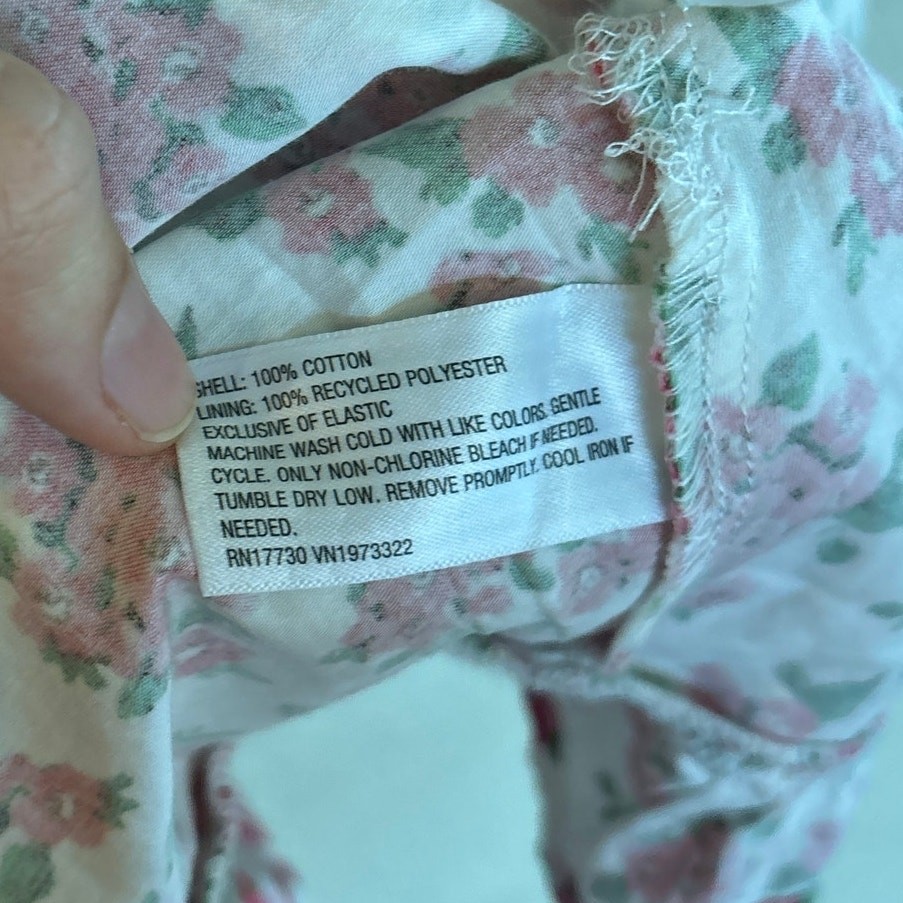 SHELL: 100% COTTON
LINING: 100% RECYCLED POLYESTER
EXCLUSIVE OF ELASTIC
MACHINE WASH COLD WITH LIKE COLORS. GENTLE
CYCLE. ONLY NON-CHLORINE BLEACH IF NEEDED.
TUMBLE DRY LOW. REMOVE PROMPTLY. COOL IRON IF
NEEDED.
RN17730 VN1973322